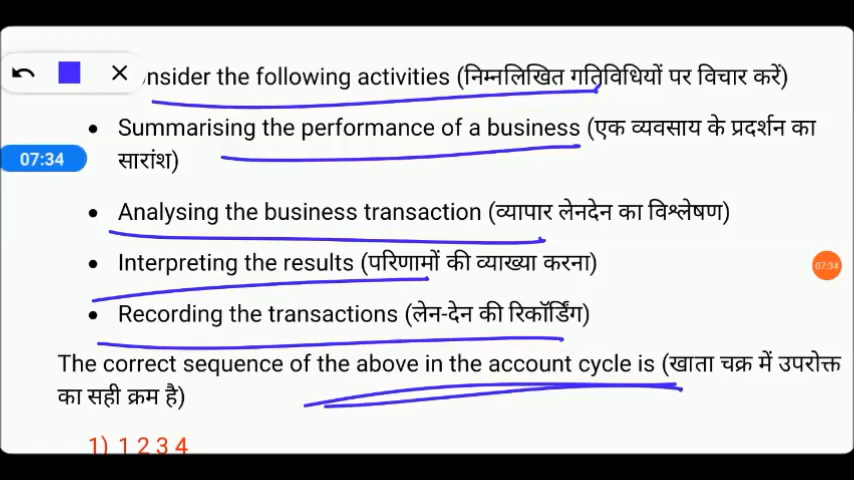 nsider the following activities (निम्नलिखित गतिविधियों पर विचार करें)
• Summarising the performance of a business (एक व्यवसाय के प्रदर्शन का
07:34
सारांश)
• Analysing the business transaction (व्यापार लेनदेन का विश्लेषण)
• Interpreting the results (परिणामों की व्याख्या करना)
07:34
• Recording the transactions (लेन-देन की रिकॉर्डिंग)
The correct sequence of the above in the account cycle is (खाता चक्र में उपरोक्त
का सही क्रम है)
1) 1 2 3 4